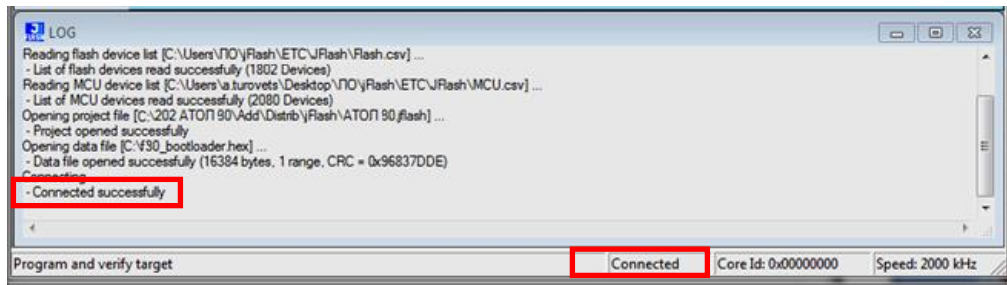 LOG
Reading flash device list [C:\Users\ПО\jFlash\ETC\JFlash\Flash.csv] ...
- List of flash devices read successfully (1802 Devices)
Reading MCU device list [C:\Users\a.turovets\Desktop\ПО\jFlash\ETC\JFlash\MCU.csv] ...
- List of MCU devices read successfully (2080 Devices)
Opening project file [C:\202 АТОП 90\Add\Distrib\jFlash\АТОП 90.jflash] ...
- Project opened successfully
Opening data file [C:\f30_bootloader.hex] ...
- Data file opened successfully (16384 bytes, 1 range, CRC = 0x96837DDE)
Connecting ...
- Connected successfully
Program and verify target Connected Core Id: 0x00000000 Speed: 2000 kHz